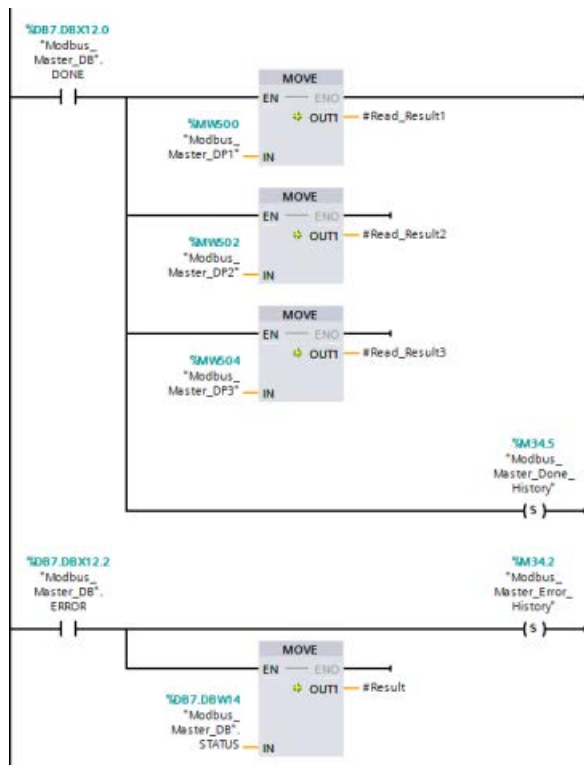 %DB7.DBX12.0
"Modbus_
Master_DB".
DONE
MOVE
EN ENO
%MW500
"Modbus_
Master_DP1"
OUT1 #Read_Result1
IN
MOVE
EN ENO
%MW502
"Modbus_
Master_DP2"
OUT1 #Read_Result2
IN
MOVE
EN ENO
%MW504
"Modbus_
Master_DP3"
OUT1 #Read_Result3
IN
%M34.5
"Modbus_
Master_Done_
History"
S
%DB7.DBX12.2
"Modbus_
Master_DB".
ERROR
%M34.2
"Modbus_
Master_Error_
History"
S
MOVE
EN ENO
%DB7.DBW14
"Modbus_
Master_DB".
STATUS
OUT1 #Result
IN